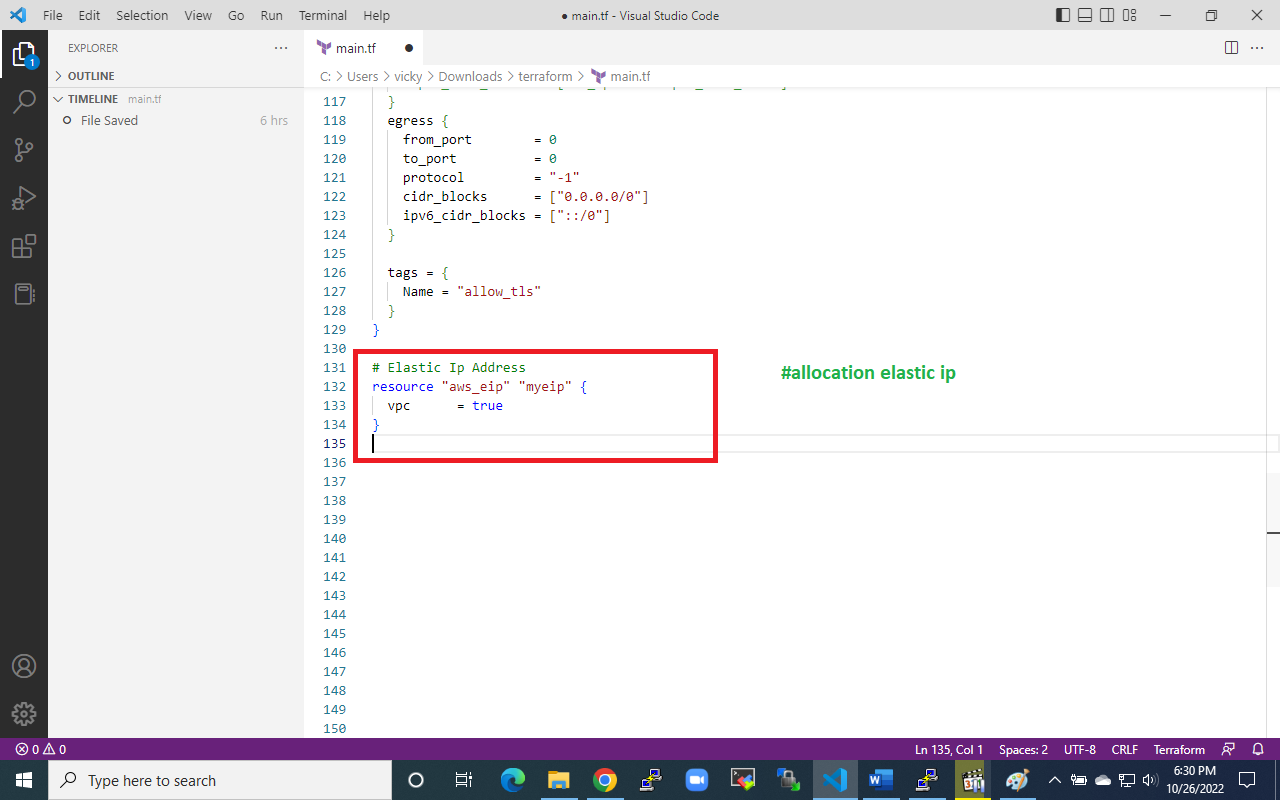 File Edit Selection View Go Run Terminal Help
● main.tf - Visual Studio Code
EXPLORER
main.tf
OUTLINE
C: > Users > vicky > Downloads > terraform > main.tf
TIMELINE main.tf
File Saved 6 hrs
1
117 }
118 egress {
119 from_port = 0
120 to_port = 0
121 protocol = "-1"
122 cidr_blocks = ["0.0.0.0/0"]
123 ipv6_cidr_blocks = ["::/0"]
124 }
125
126 tags = {
127 Name = "allow_tls"
128 }
129 }
130
131 # Elastic Ip Address
132 resource "aws_eip" "myeip" {
133 vpc = true
134 }
135
136
137
138
139
140
141
142
143
144
145
146
147
148
149
150
#allocation elastic ip
0 0
Ln 135, Col 1 Spaces: 2 UTF-8 CRLF Terraform
Type here to search
6:30 PM
10/26/2022